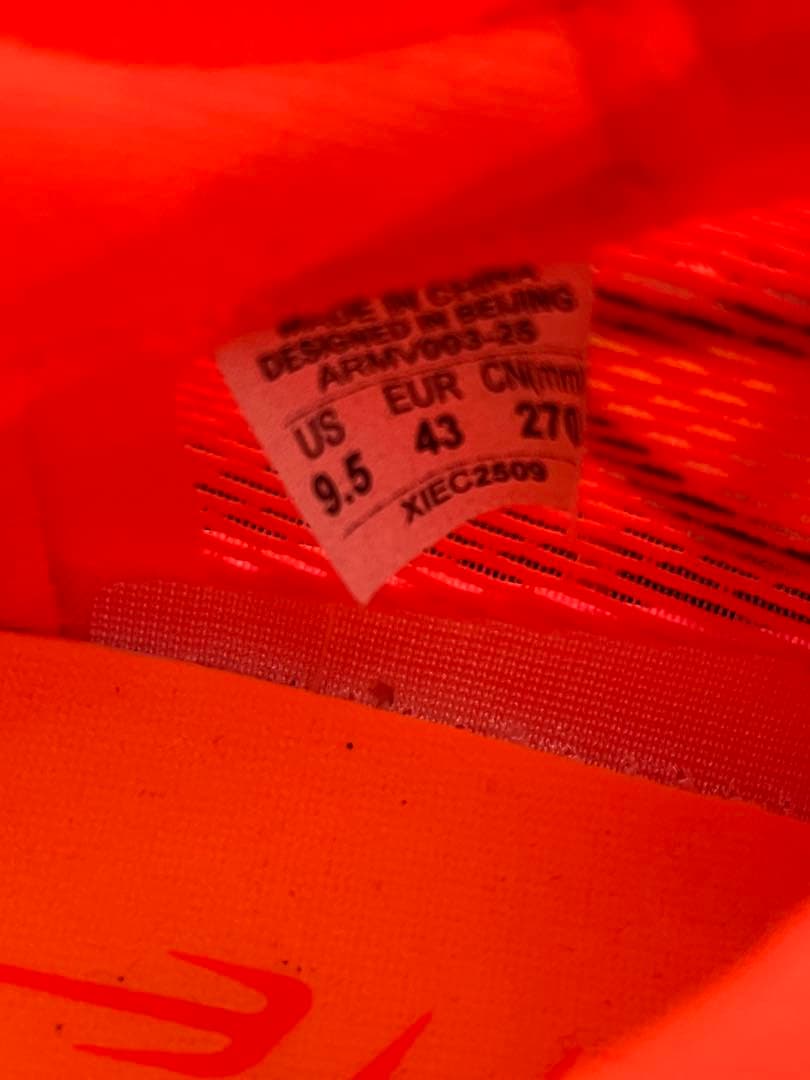 MADE IN CHINA
DESIGNED IN BEIJING
ARMV003-25
US EUR CN(mm)
9.5 43 270
XIEC2509